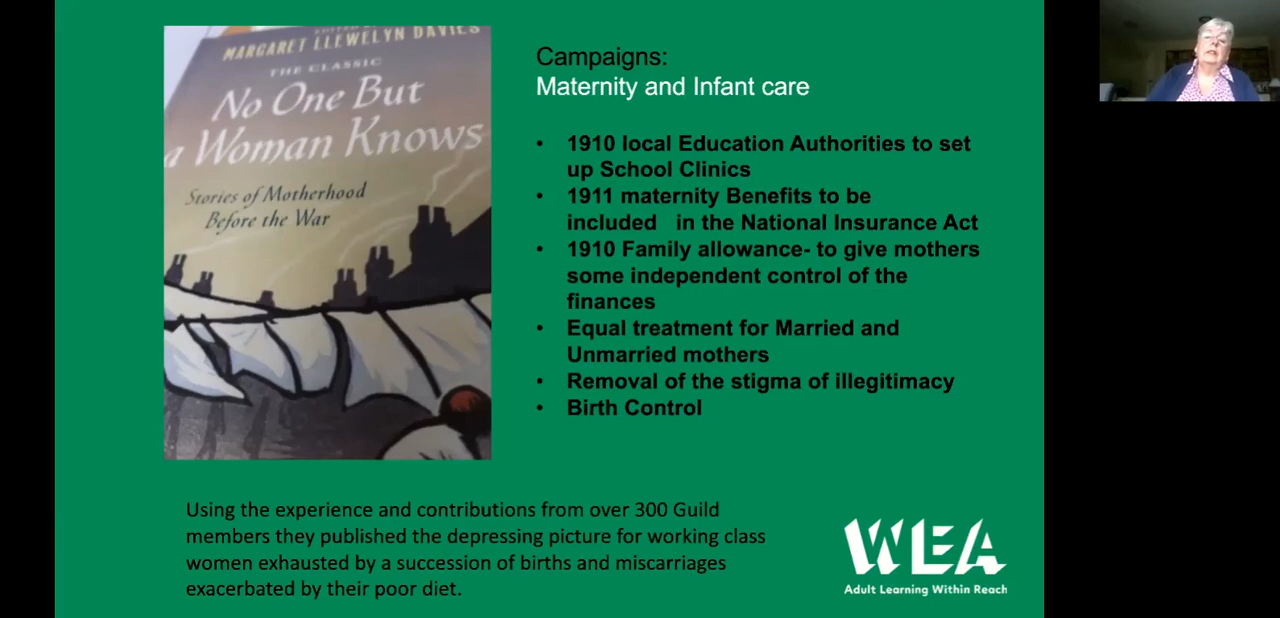 EDITED BY
MARGARET LLEWELYN DAVIES
THE CLASSIC
No One But
a Woman Knows
Stories of Motherhood
Before the War
Campaigns:
Maternity and Infant care
• 1910 local Education Authorities to set
up School Clinics
• 1911 maternity Benefits to be
included in the National Insurance Act
• 1910 Family allowance- to give mothers
some independent control of the
finances
• Equal treatment for Married and
Unmarried mothers
• Removal of the stigma of illegitimacy
• Birth Control
Using the experience and contributions from over 300 Guild
members they published the depressing picture for working class
women exhausted by a succession of births and miscarriages
exacerbated by their poor diet.
WEA
Adult Learning Within Reach